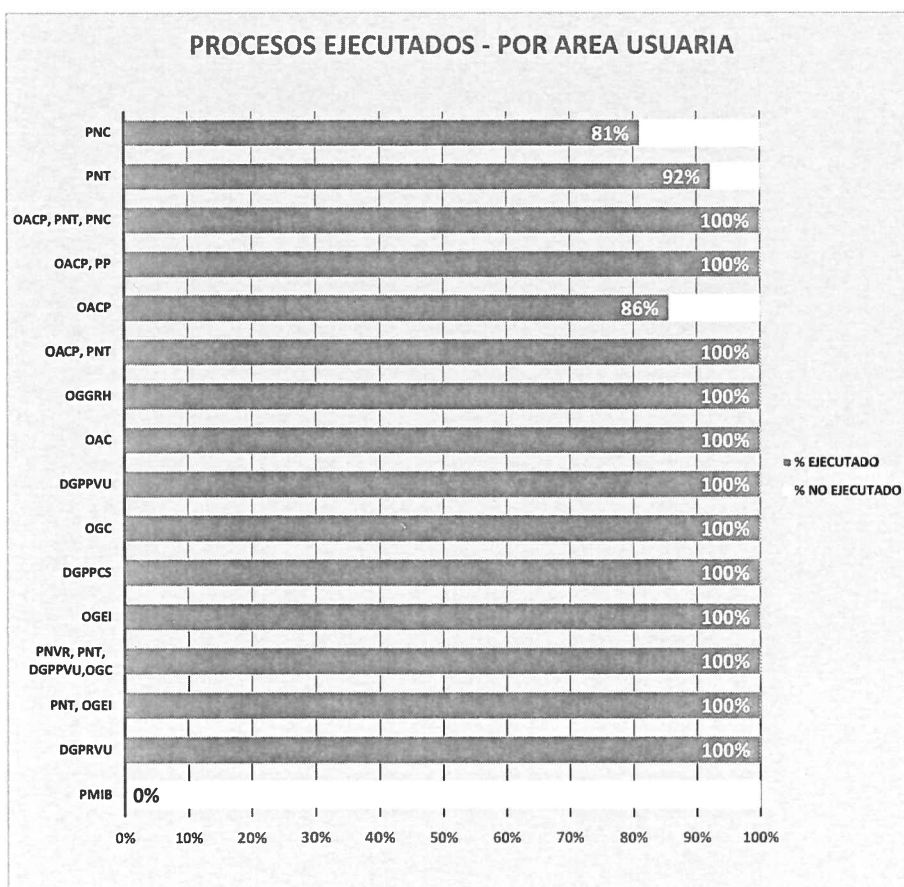 PROCESOS EJECUTADOS - POR AREA USUARIA
PNC
81%
PNT
92%
OACP, PNT, PNC
100%
OACP, PP
100%
OACP
86%
OACP, PNT
100%
OGGRH
100%
OAC
100%
DGPPVU
100%
OGC
100%
DGPPCS
100%
OGEI
100%
PNVR, PNT,
DGPPVU,OGC
100%
PNT, OGEI
100%
DGPRVU
100%
PMIB
0%
0% 10% 20% 30% 40% 50% 60% 70% 80% 90% 100%
% EJECUTADO
% NO EJECUTADO